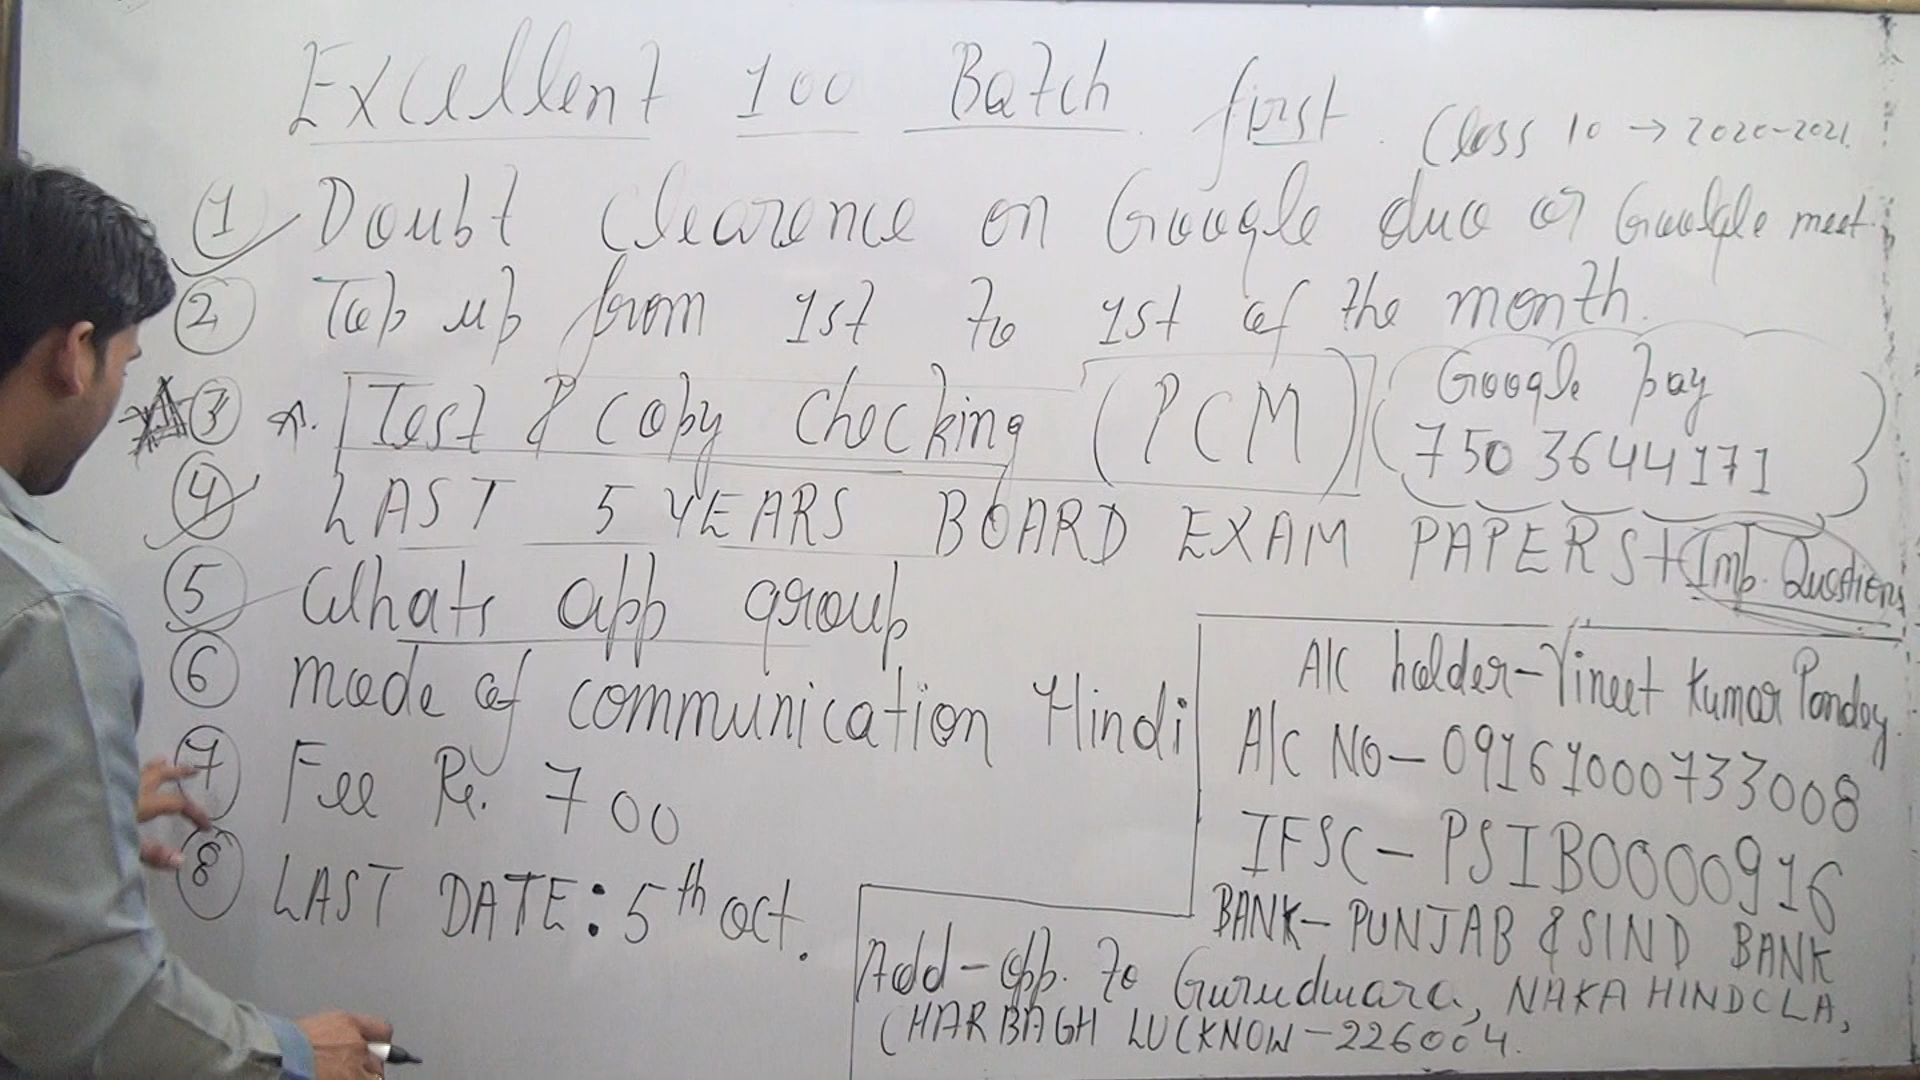 Excellent 100 Batch first. Class 10 → 2020-2021.
① Doubt Clearence on Google duo or Google meet.
② Top up from 1st to 1st of the month.
③ *. Test & copy checking (PCM)
Google pay
7503644171
④ LAST 5 YEARS BOARD EXAM PAPERS + Imp. Questions
⑤ Whats app group
⑥ mode of communication Hindi
⑦ Fee Rs. 700
⑧ LAST DATE: 5th oct.
A/C holder - Vineet Kumar Pandey.
A/C NO - 09161000733008
IFSC - PSIB0000916
BANK - PUNJAB & SIND BANK
Add - opp. to Gurudwara, NAKA HINDOLA,
CHARBAGH LUCKNOW - 226004.